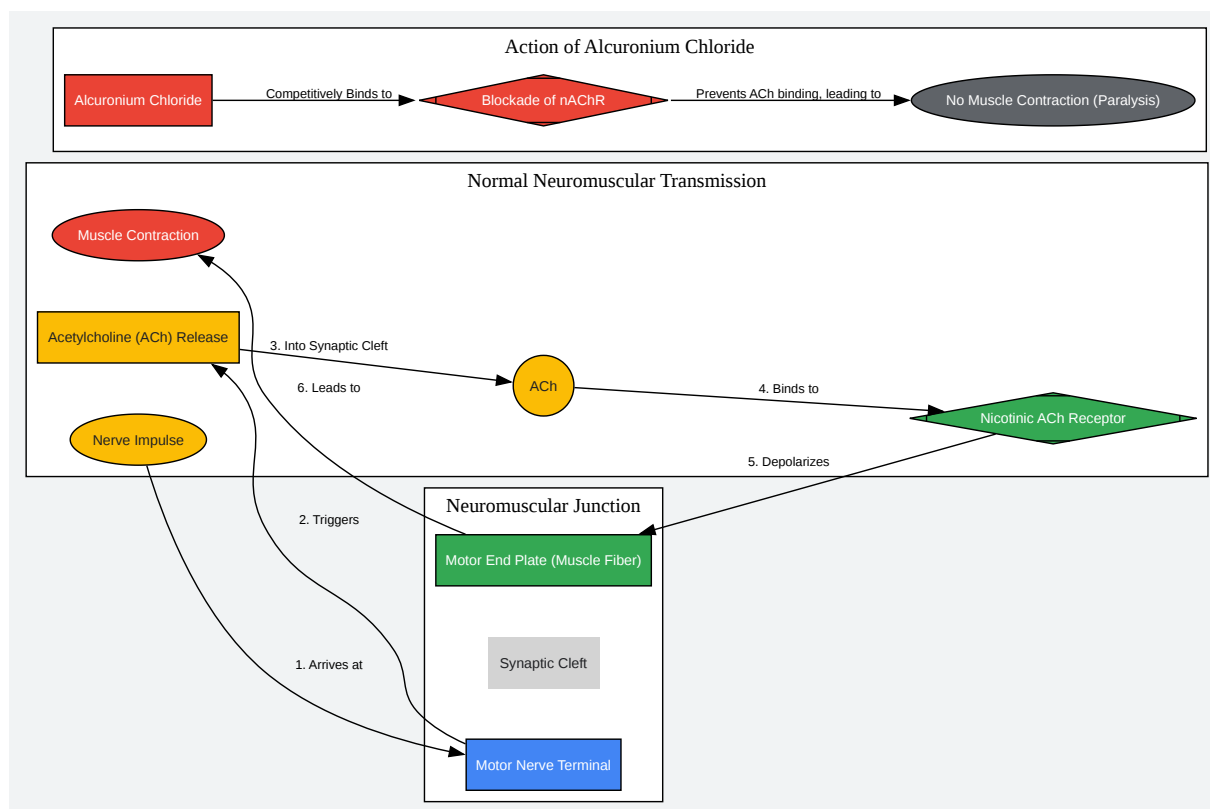 Action of Alcuronium Chloride
Alcuronium Chloride
Competitively Binds to
Blockade of nAChR
Prevents ACh binding, leading to
No Muscle Contraction (Paralysis)
Normal Neuromuscular Transmission
Muscle Contraction
Acetylcholine (ACh) Release
3. Into Synaptic Cleft
6. Leads to
ACh
4. Binds to
Nicotinic ACh Receptor
Nerve Impulse
5. Depolarizes
Neuromuscular Junction
2. Triggers
Motor End Plate (Muscle Fiber)
1. Arrives at
Synaptic Cleft
Motor Nerve Terminal